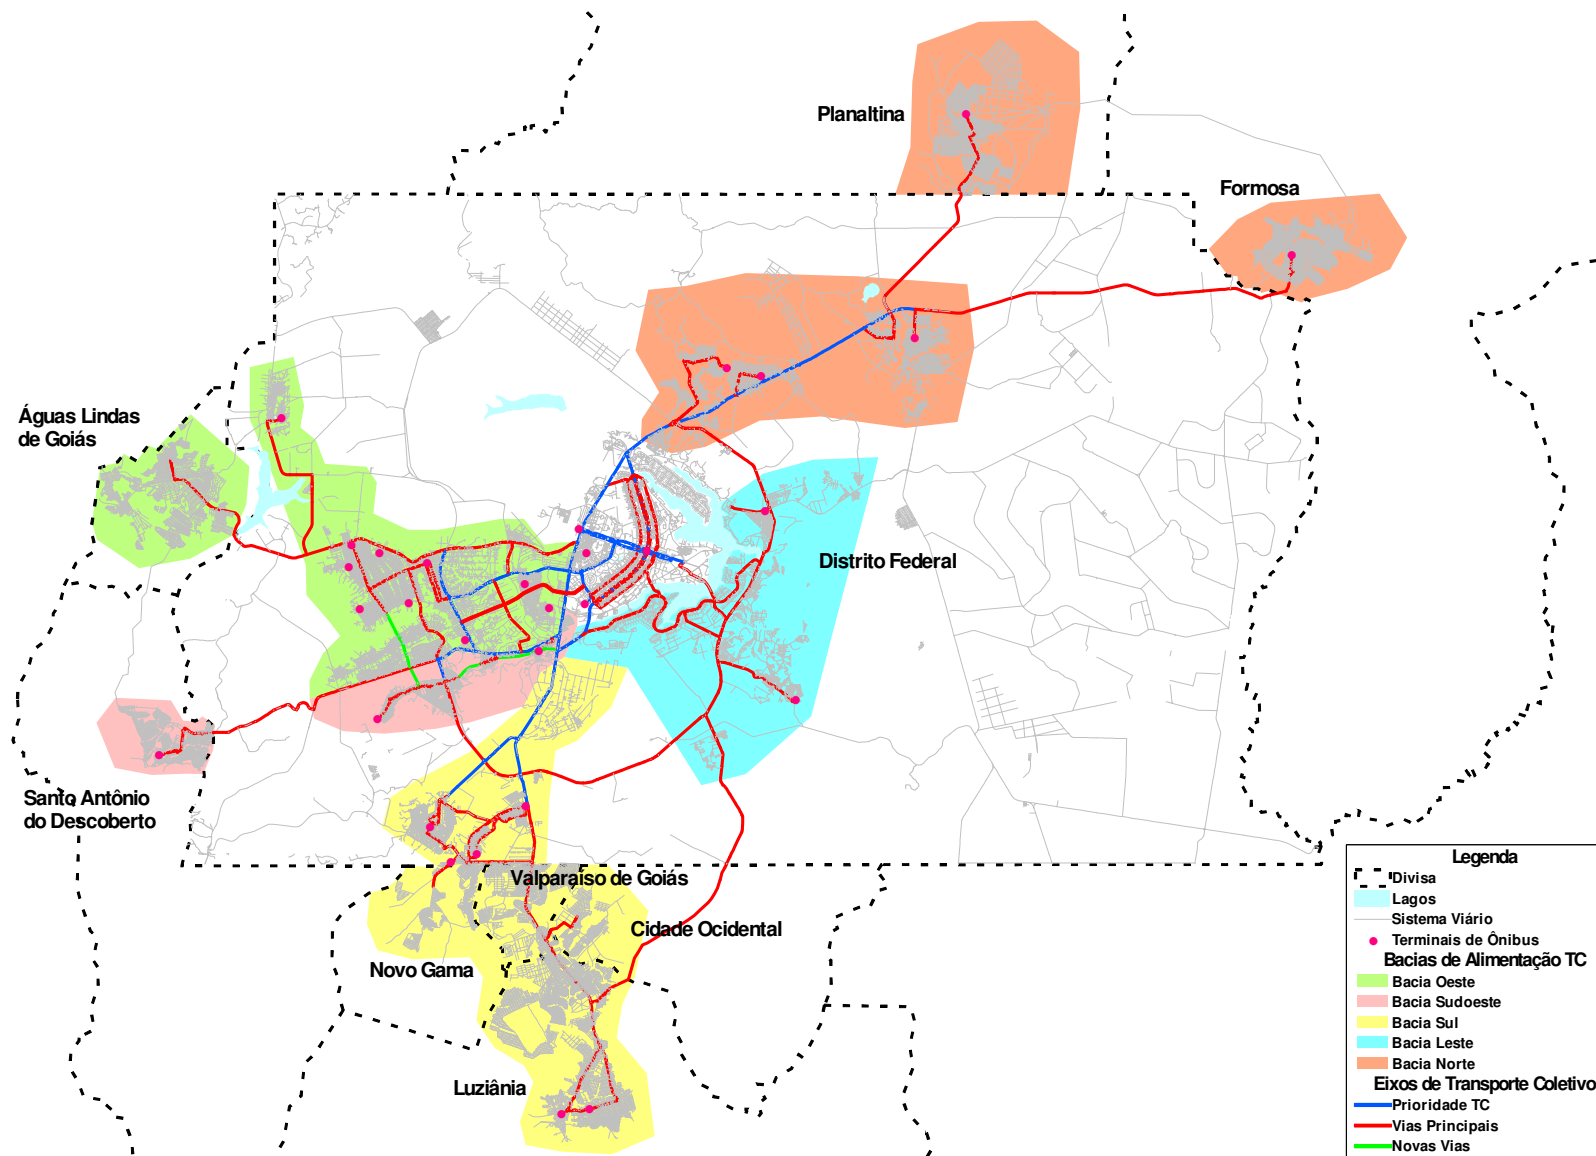 Planaltina
Formosa
Águas Lindas
de Goiás
Distrito Federal
Santo Antônio
do Descoberto
Valparaíso de Goiás
Cidade Ocidental
Novo Gama
Luziânia
Legenda
Divisa
Lagos
Sistema Viário
Terminais de Ônibus
Bacias de Alimentação TC
Bacia Oeste
Bacia Sudoeste
Bacia Sul
Bacia Leste
Bacia Norte
Eixos de Transporte Coletivo
Prioridade TC
Vias Principais
Novas Vias